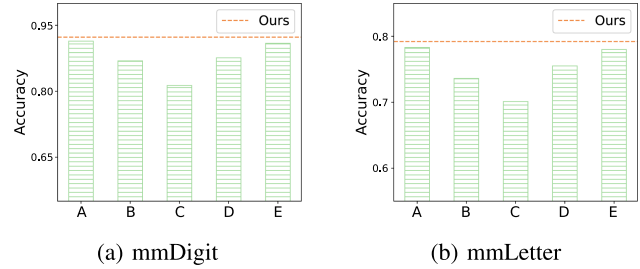 Ours
0.95
0.80
0.65
Accuracy
A B C D E
(a) mmDigit
Ours
0.8
0.7
0.6
Accuracy
A B C D E
(b) mmLetter